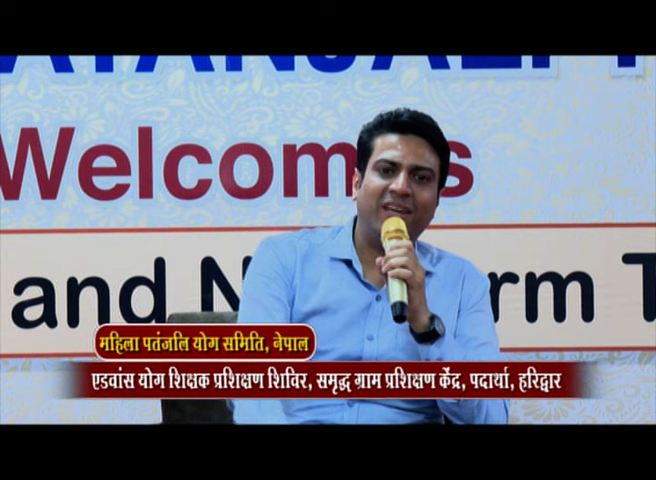 Welcomes
and N rm T
महिला पतंजलि योग समिति, नेपाल
एडवांस योग शिक्षक प्रशिक्षण शिविर, समृद्ध ग्राम प्रशिक्षण केंद्र, पदार्था, हरिद्वार